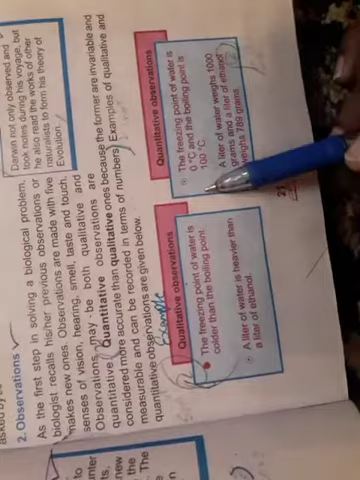 Darwin not only observed and
took notes during his voyage, but
he also read the works of other
naturalists to form his theory of
Evolution.
2. Observations
As the first step in solving a biological problem,
biologist recalls his/her previous observations or
makes new ones. Observations are made with five
senses of vision, hearing, smell, taste and touch.
Observations may be both qualitative and
quantitative. Quantitative observations are
considered more accurate than qualitative ones because the former are invariable and
measurable and can be recorded in terms of numbers. Examples of qualitative and
quantitative observations are given below.
Example
Qualitative observations
The freezing point of water is
colder than the boiling point.
A liter of water is heavier than
a liter of ethanol.
Quantitative observations
The freezing point of water is
0 °C and the boiling point is
100 °C
A liter of water weighs 1000
grams and a liter of ethanol
weighs 789 grams.
to
nter
ts.
new
the
The
n